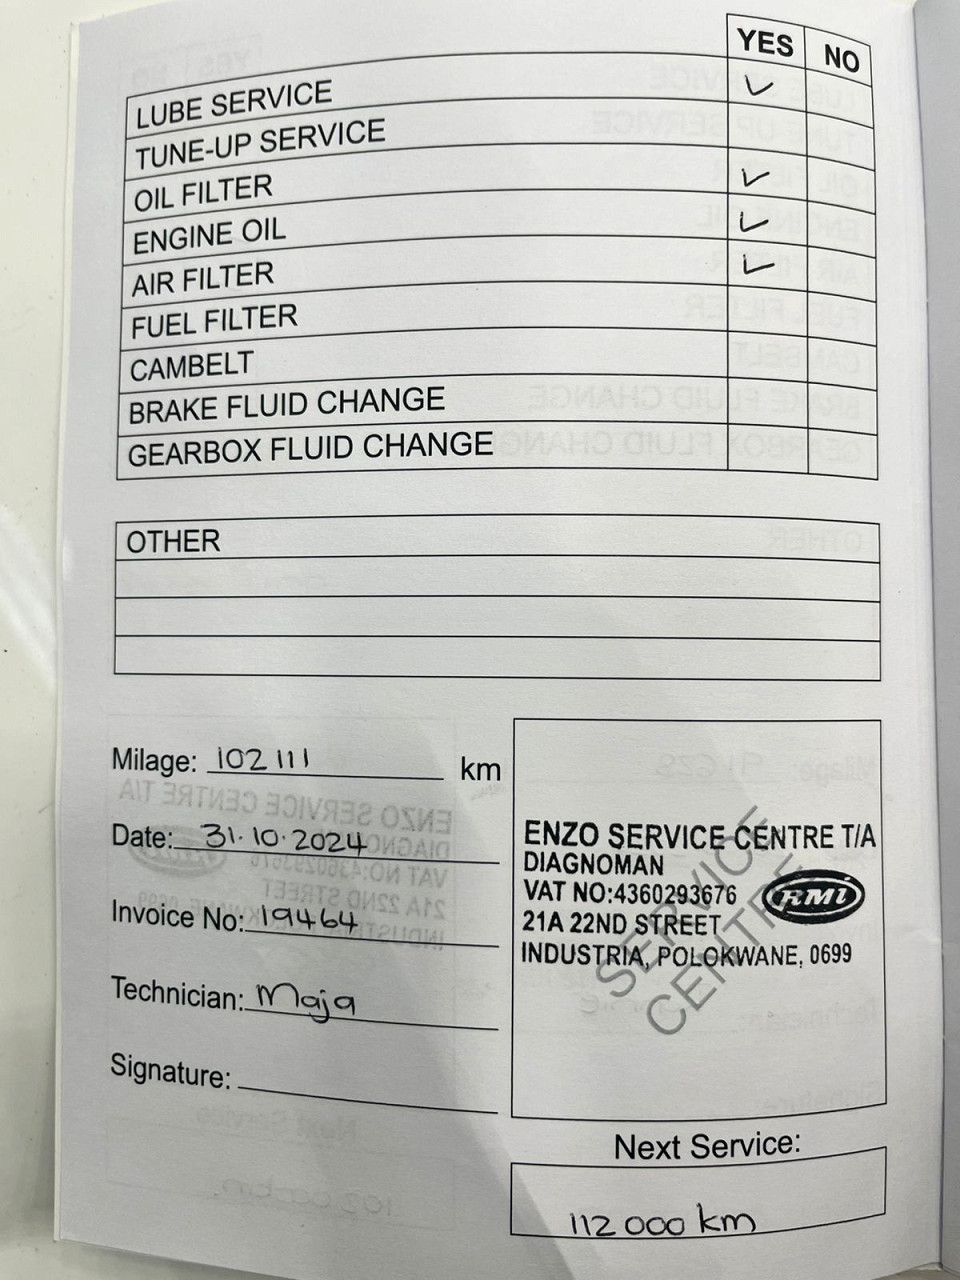 YES NO
LUBE SERVICE ✓
TUNE-UP SERVICE
OIL FILTER ✓
ENGINE OIL ✓
AIR FILTER ✓
FUEL FILTER
CAMBELT
BRAKE FLUID CHANGE
GEARBOX FLUID CHANGE
OTHER
Milage: 102 111 km
Date: 31.10.2024
Invoice No: 19464
Technician: Maja
Signature:
SERVICE
CENTRE
ENZO SERVICE CENTRE T/A
DIAGNOMAN
VAT NO:4360293676
RMi
21A 22ND STREET
INDUSTRIA, POLOKWANE, 0699
Next Service:
112 000 km